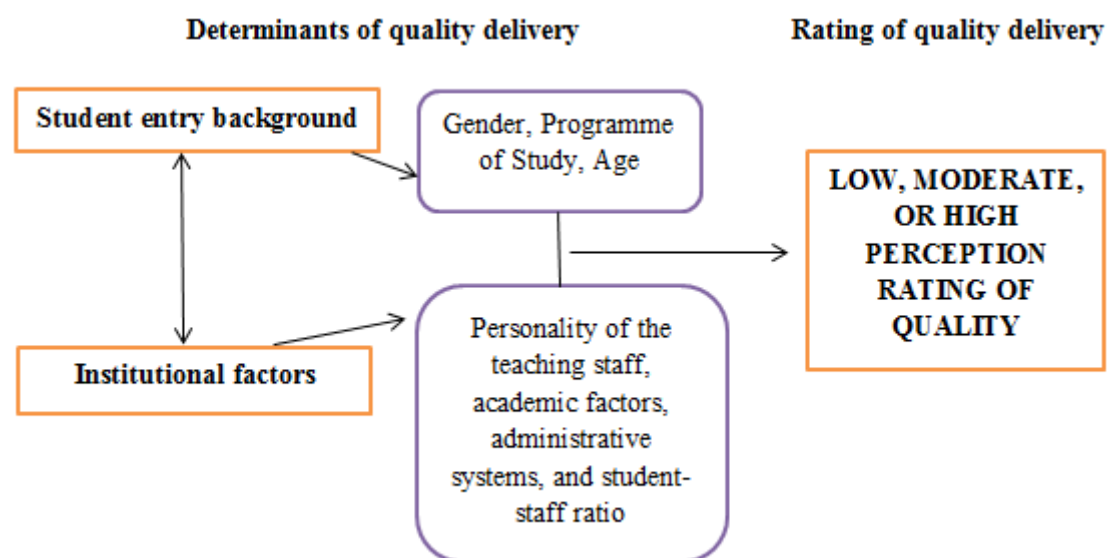 Determinants of quality delivery
Rating of quality delivery
Student entry background
Gender, Programme
of Study, Age
LOW, MODERATE,
OR HIGH
PERCEPTION
RATING OF
QUALITY
Institutional factors
Personality of the
teaching staff,
academic factors,
administrative
systems, and student-
staff ratio